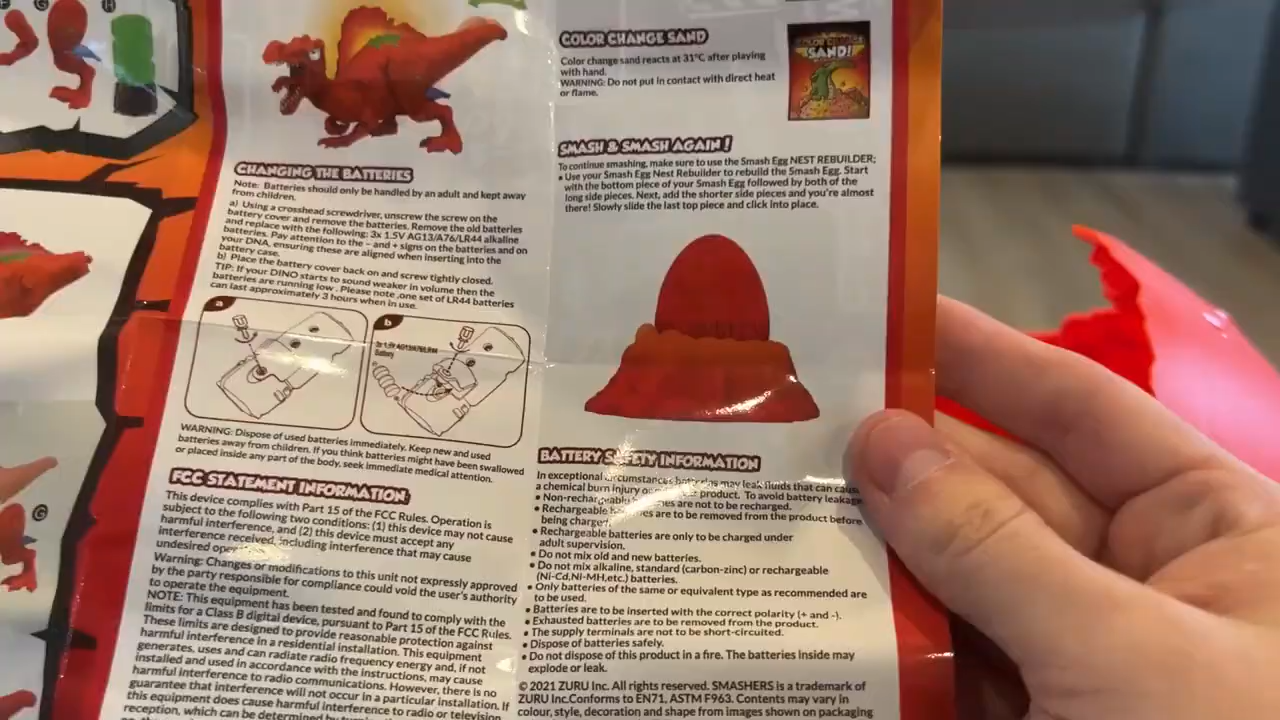 F
G
H
G
CHANGING THE BATTERIES
Note: Batteries should only be handled by an adult and kept away
from children.
a) Using a crosshead screwdriver, unscrew the screw on the
battery cover and remove the batteries. Remove the old batteries
and replace with the following: 3x 1.5V AG13/A76/LR44 alkaline
batteries. Pay attention to the – and + signs on the batteries and on
your DNA, ensuring these are aligned when inserting into the
battery case.
b) Place the battery cover back on and screw tightly closed.
TIP: If your DINO starts to sound weaker in volume then the
batteries are running low . Please note ,one set of LR44 batteries
can last approximately 3 hours when in use.
a
b
3x 1.5V AG13/A76/LR44
Battery
WARNING: Dispose of used batteries immediately. Keep new and used
batteries away from children. If you think batteries might have been swallowed
or placed inside any part of the body, seek immediate medical attention.
FCC STATEMENT INFORMATION
This device complies with Part 15 of the FCC Rules. Operation is
subject to the following two conditions: (1) this device may not cause
harmful interference, and (2) this device must accept any
interference received, including interference that may cause
undesired
Warning: Changes or modifications to this unit not expressly approved
by the party responsible for compliance could void the user's authority
to operate the equipment.
NOTE: This equipment has been tested and found to comply with the
limits for a Class B digital device, pursuant to Part 15 of the FCC Rules.
These limits are designed to provide reasonable protection against
harmful interference in a residential installation. This equipment
generates, uses and can radiate radio frequency energy and, if not
installed and used in accordance with the instructions, may cause
harmful interference to radio communications. However, there is no
guarantee that interference will not occur in a particular installation. If
this equipment does cause harmful interference to radio or television
reception, which can be determined by
COLOR CHANGE SAND
Color change sand reacts at 31°C after playing
with hand.
WARNING: Do not put in contact with direct heat
or flame.
COLOR CHANGE
SAND!
SMASH & SMASH AGAIN!
To continue smashing, make sure to use the Smash Egg NEST REBUILDER;
• Use your Smash Egg Nest Rebuilder to rebuild the Smash Egg. Start
with the bottom piece of your Smash Egg followed by both of the
long side pieces. Next, add the shorter side pieces and you're almost
there! Slowly slide the last top piece and click into place.
BATTERY SAFETY INFORMATION
In exceptional circumstances batteries may leak fluids that can cause
a chemical burn injury or product. To avoid battery leakage
• Non-rechargeable batteries are not to be recharged.
• Rechargeable batteries are to be removed from the product before
being charged.
• Rechargeable batteries are only to be charged under
adult supervision.
• Do not mix old and new batteries.
• Do not mix alkaline, standard (carbon-zinc) or rechargeable
(Ni-Cd,Ni-MH,etc.) batteries.
• Only batteries of the same or equivalent type as recommended are
to be used.
• Batteries are to be inserted with the correct polarity (+ and -).
• Exhausted batteries are to be removed from the product.
• The supply terminals are not to be short-circuited.
• Dispose of batteries safely.
• Do not dispose of this product in a fire. The batteries inside may
explode or leak.
© 2021 ZURU Inc. All rights reserved. SMASHERS is a trademark of
ZURU Inc.Conforms to EN71, ASTM F963. Contents may vary in
colour, style, decoration and shape from images shown on packaging